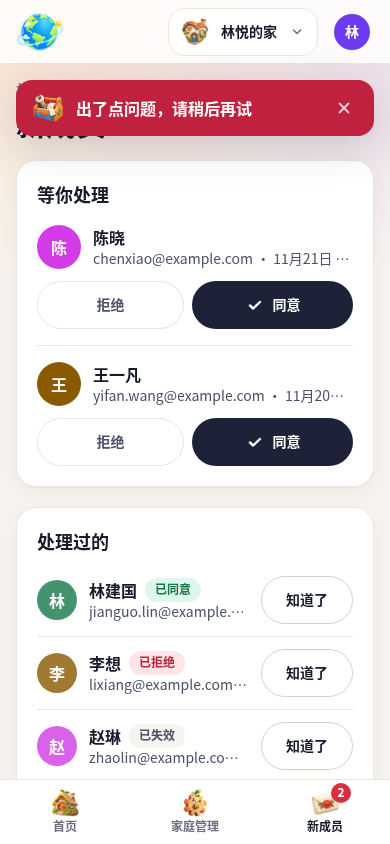 林悦的家
林
出了点问题，请稍后再试
等你处理
陈
陈晓
chenxiao@example.com · 11月21日 …
拒绝
同意
王
王一凡
yifan.wang@example.com · 11月20…
拒绝
同意
处理过的
林
林建国 已同意
jianguo.lin@example.…
知道了
李
李想 已拒绝
lixiang@example.com…
知道了
赵
赵琳 已失效
zhaolin@example.co…
知道了
首页
家庭管理
2
新成员